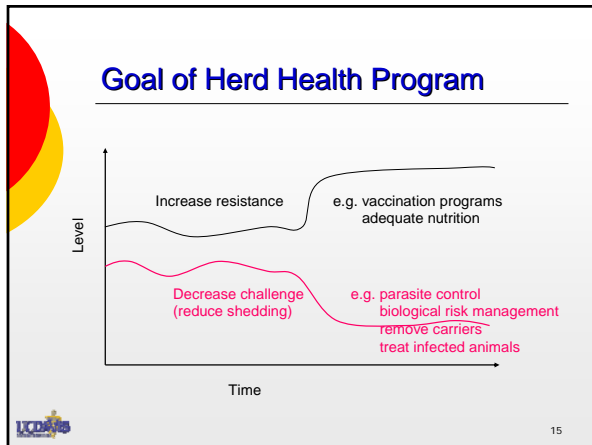 Goal of Herd Health Program
Level
Increase resistance
e.g. vaccination programs
adequate nutrition
Decrease challenge
(reduce shedding)
e.g. parasite control
biological risk management
remove carriers
treat infected animals
Time
UCDAVIS
15